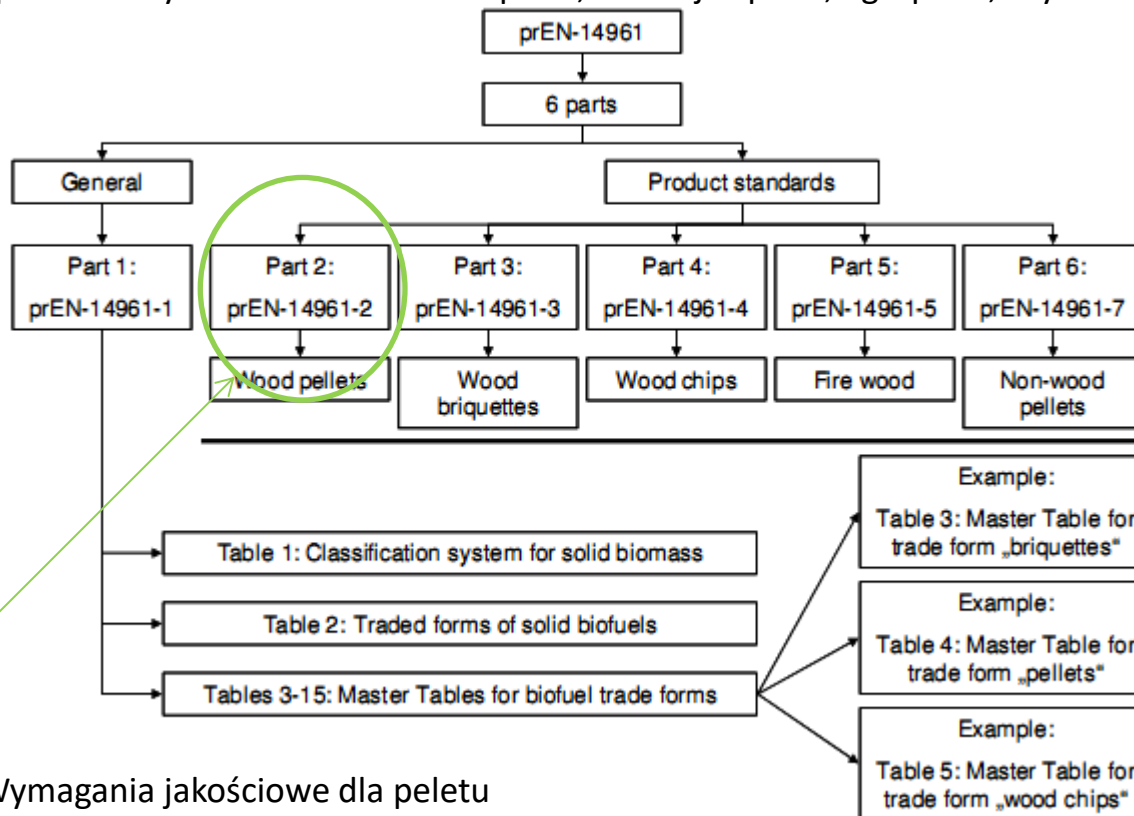 prEN-14961
6 parts
General
Product standards
Part 1:
prEN-14961-1
Part 2:
prEN-14961-2
Part 3:
prEN-14961-3
Part 4:
prEN-14961-4
Part 5:
prEN-14961-5
Part 6:
prEN-14961-7
Wood pellets
Wood
briquettes
Wood chips
Fire wood
Non-wood
pellets
Table 1: Classification system for solid biomass
Table 2: Traded forms of solid biofuels
Tables 3-15: Master Tables for biofuel trade forms
Example:
Table 3: Master Table for
trade form „briquettes“
Example:
Table 4: Master Table for
trade form „pellets“
Example:
Table 5: Master Table for
trade form „wood chips“
Wymagania jakościowe dla peletu